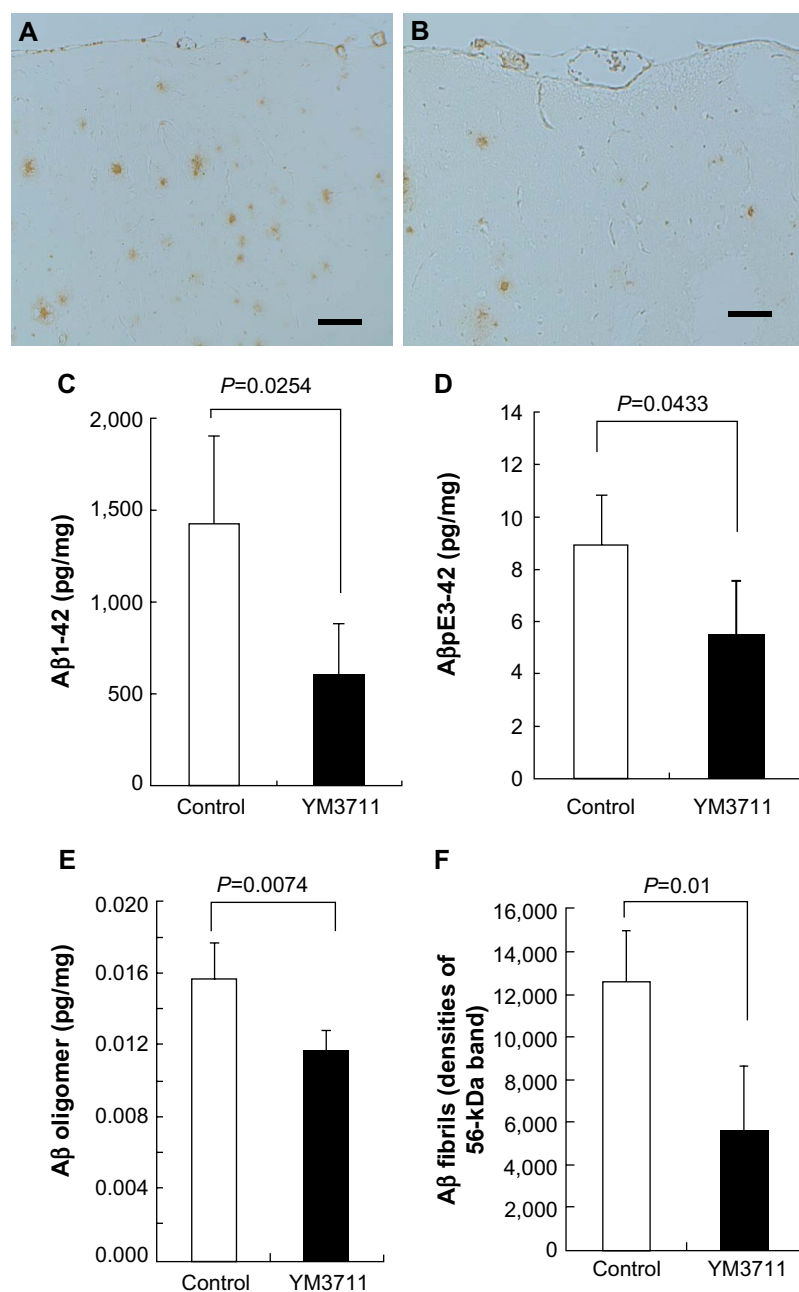 A
B
C
P=0.0254
Aβ1-42 (pg/mg)
2,000
1,500
1,000
500
0
Control
YM3711
D
P=0.0433
AβpE3-42 (pg/mg)
14
12
10
8
6
4
2
0
Control
YM3711
E
P=0.0074
Aβ oligomer (pg/mg)
0.020
0.016
0.012
0.008
0.004
0.000
Control
YM3711
F
P=0.01
Aβ fibrils (densities of
56-kDa band)
16,000
14,000
12,000
10,000
8,000
6,000
4,000
2,000
0
Control
YM3711